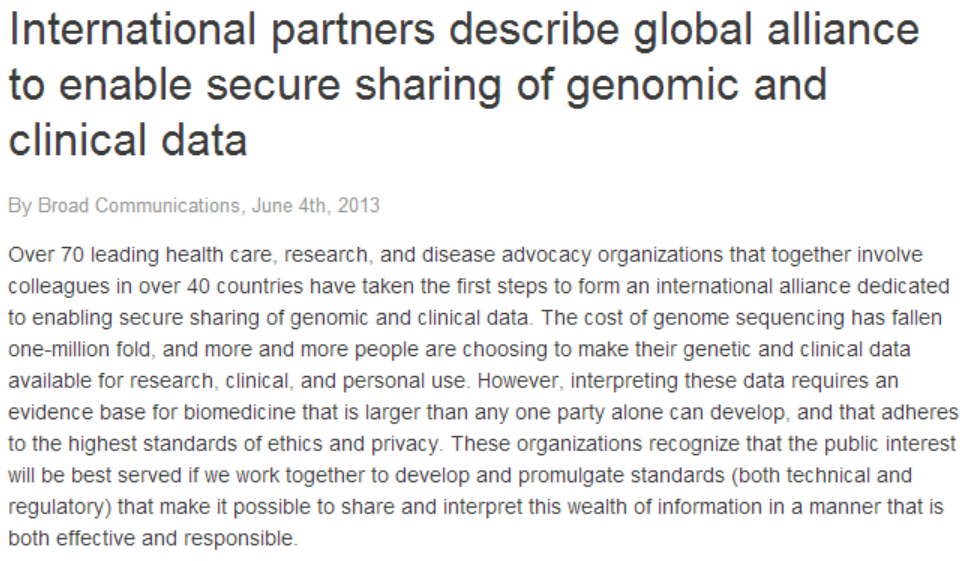 International partners describe global alliance
to enable secure sharing of genomic and
clinical data
By Broad Communications, June 4th, 2013
Over 70 leading health care, research, and disease advocacy organizations that together involve
colleagues in over 40 countries have taken the first steps to form an international alliance dedicated
to enabling secure sharing of genomic and clinical data. The cost of genome sequencing has fallen
one-million fold, and more and more people are choosing to make their genetic and clinical data
available for research, clinical, and personal use. However, interpreting these data requires an
evidence base for biomedicine that is larger than any one party alone can develop, and that adheres
to the highest standards of ethics and privacy. These organizations recognize that the public interest
will be best served if we work together to develop and promulgate standards (both technical and
regulatory) that make it possible to share and interpret this wealth of information in a manner that is
both effective and responsible.